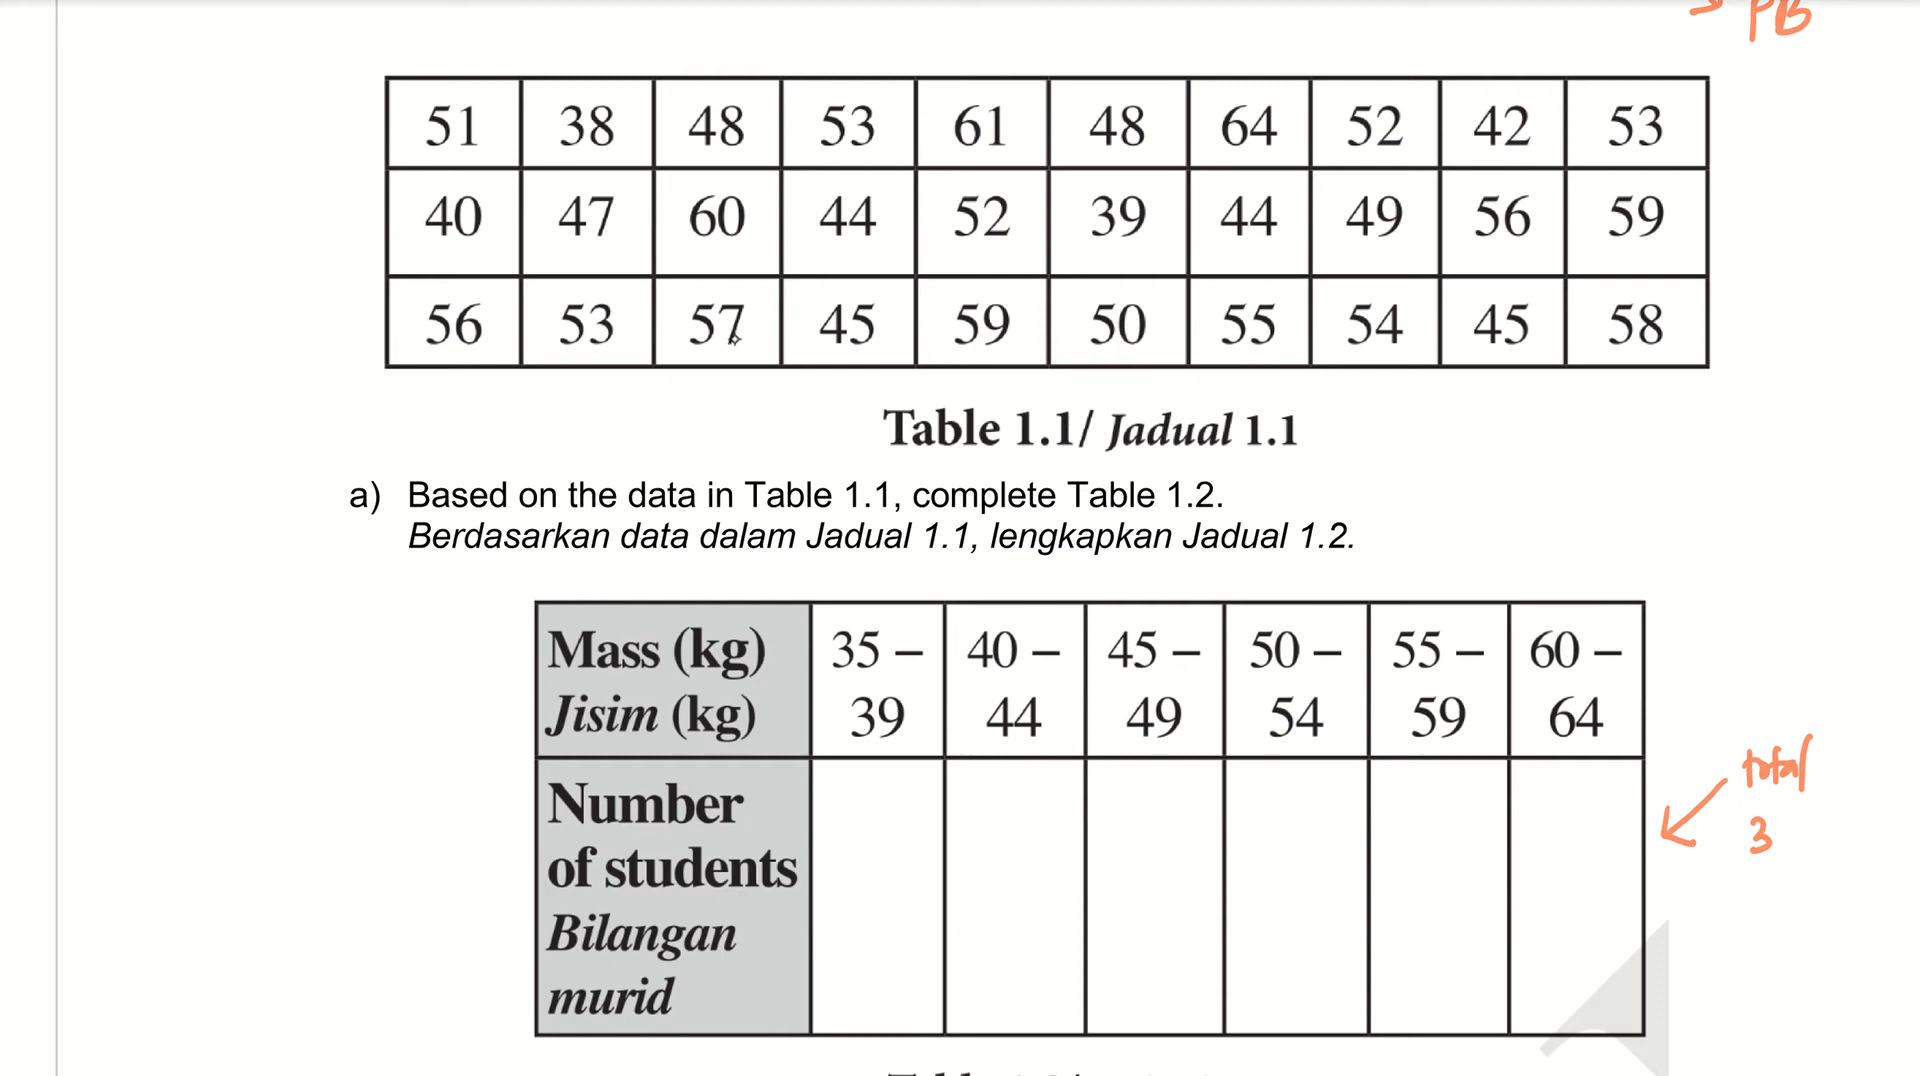 → PB
51 38 48 53 61 48 64 52 42 53
40 47 60 44 52 39 44 49 56 59
56 53 57 45 59 50 55 54 45 58
Table 1.1/ Jadual 1.1
a) Based on the data in Table 1.1, complete Table 1.2.
Berdasarkan data dalam Jadual 1.1, lengkapkan Jadual 1.2.
Mass (kg) 35 – 40 – 45 – 50 – 55 – 60 –
Jisim (kg) 39 44 49 54 59 64
Number
of students
Bilangan
murid
total
3